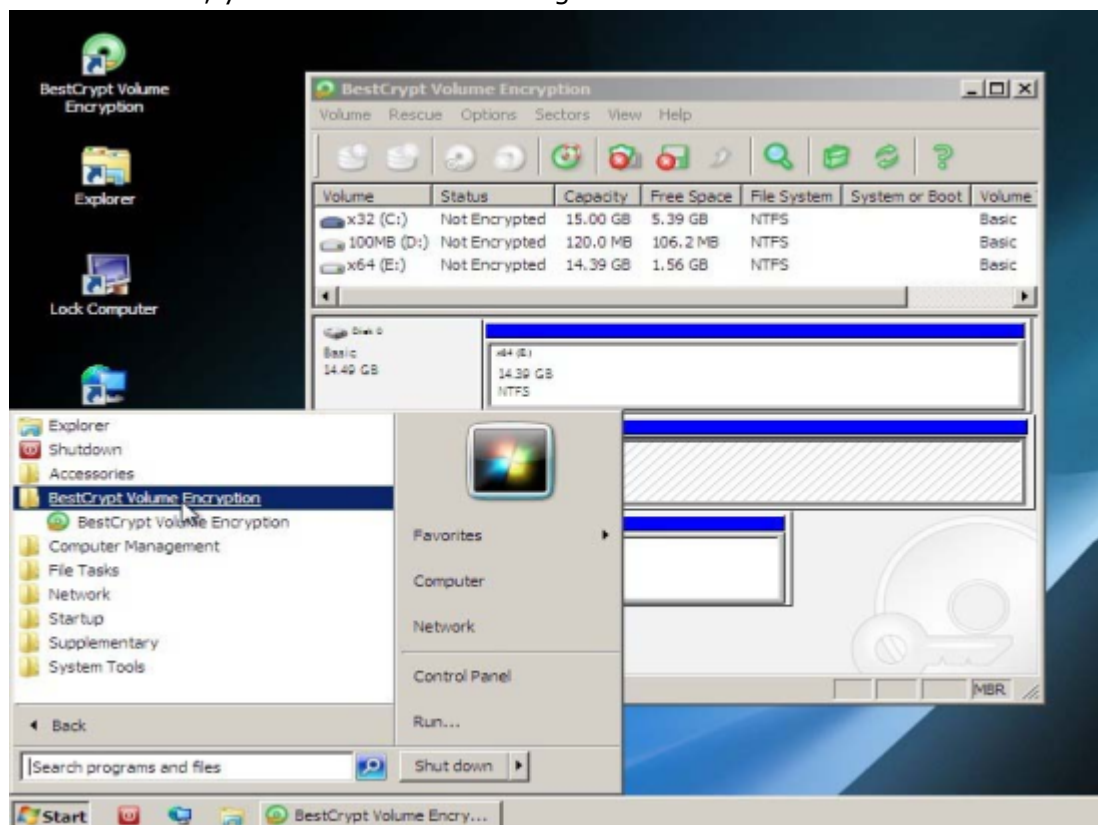 BestCrypt Volume
Encryption
Explorer
Lock Computer
BestCrypt Volume Encryption
Volume Rescue Options Sectors View Help
Volume Status Capacity Free Space File System System or Boot Volume
x32 (C:) Not Encrypted 15.00 GB 5.39 GB NTFS Basic
100MB (D:) Not Encrypted 120.0 MB 106.2 MB NTFS Basic
x64 (E:) Not Encrypted 14.39 GB 1.56 GB NTFS Basic
Disk 0
Basic
14.49 GB
x64 (E:)
14.39 GB
NTFS
Explorer
Shutdown
Accessories
BestCrypt Volume Encryption
BestCrypt Volume Encryption
Computer Management
File Tasks
Network
Startup
Supplementary
System Tools
Back
Search programs and files
Favorites
Computer
Network
Control Panel
Run...
Shut down
MBR
Start
BestCrypt Volume Encry...